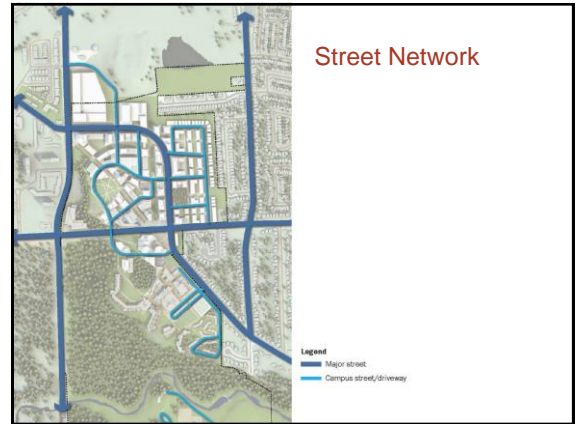 Street Network
Legend
Major street
Campus street/driveway